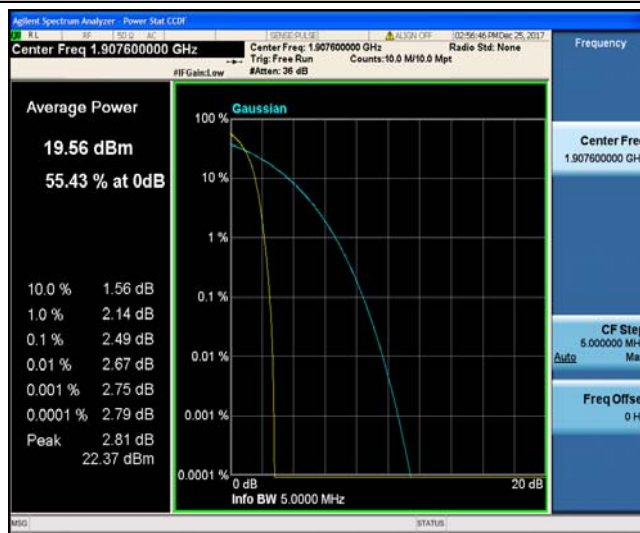 Agilent Spectrum Analyzer - Power Stat CCDF
RL RF 50 Ω AC SENSE:PULSE ALIGN OFF 02:56:46 PM Dec 25, 2017
Center Freq 1.907600000 GHz
Center Freq: 1.907600000 GHz Radio Std: None
Trig: Free Run Counts:10.0 M/10.0 Mpt
#IFGain:Low #Atten: 36 dB
Frequency
Average Power
19.56 dBm
55.43 % at 0dB
10.0 % 1.56 dB
1.0 % 2.14 dB
0.1 % 2.49 dB
0.01 % 2.67 dB
0.001 % 2.75 dB
0.0001 % 2.79 dB
Peak 2.81 dB
22.37 dBm
Gaussian
100 %
10 %
1 %
0.1 %
0.01 %
0.001 %
0.0001 %
0 dB 20 dB
Info BW 5.0000 MHz
Center Fre
1.907600000 GH
CF Step
5.000000 MH
Auto Ma
Freq Offse
0 H
MSG STATUS